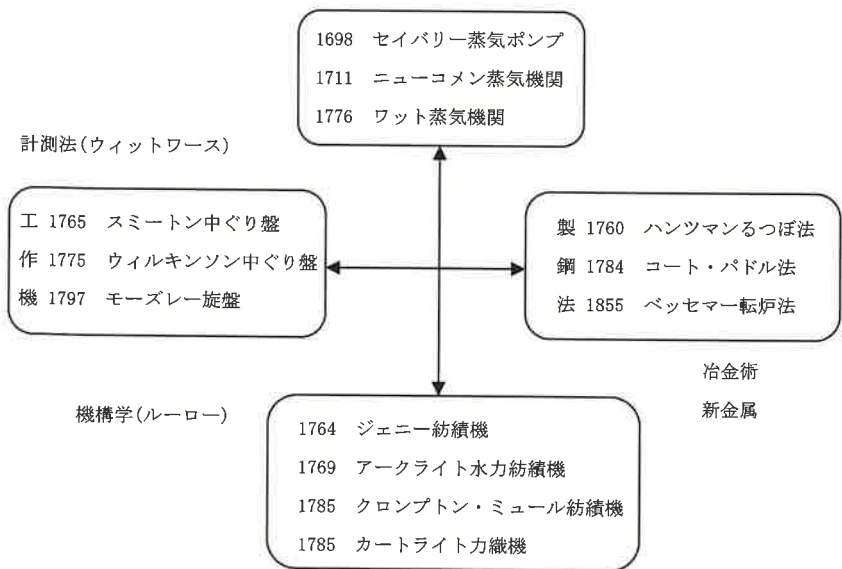 1698 セイバリー蒸気ポンプ
1711 ニューコメン蒸気機関
1776 ワット蒸気機関
計測法(ウィットワース)
工 1765 スミートン中ぐり盤
作 1775 ウィルキンソン中ぐり盤
機 1797 モーズレー旋盤
製 1760 ハンツマンるつぼ法
鋼 1784 コート・パドル法
法 1855 ベッセマー転炉法
冶金術
新金属
機構学(ルーロー)
1764 ジェニー紡績機
1769 アークライト水力紡績機
1785 クロンプトン・ミュール紡績機
1785 カートライト力織機